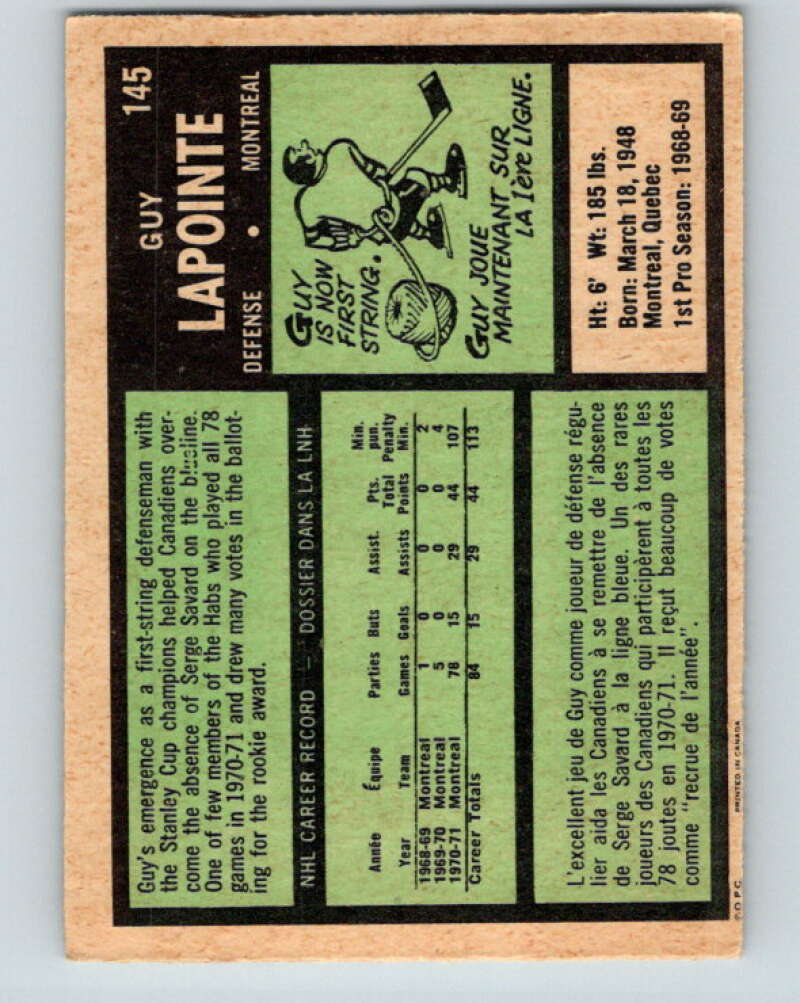 GUY 145
LAPOINTE
DEFENSE • MONTREAL
GUY
IS NOW
FIRST
STRING.
GUY JOUE
MAINTENANT SUR
LA 1ère LIGNE.
Ht: 6' Wt: 185 lbs.
Born: March 18, 1948
Montreal, Quebec
1st Pro Season: 1968-69
Guy's emergence as a first-string defenseman with
the Stanley Cup champions helped Canadiens over-
come the absence of Serge Savard on the blueline.
One of few members of the Habs who played all 78
games in 1970-71 and drew many votes in the ballot-
ing for the rookie award.
NHL CAREER RECORD — DOSSIER DANS LA LNH
Année Équipe Parties Buts Assist. Pts. Total Min. pun.
Year Team Games Goals Assists Points Penalty Min.
1968-69 Montreal 1 0 0 0 2
1969-70 Montreal 5 0 0 0 4
1970-71 Montreal 78 15 29 44 107
Career Totals 84 15 29 44 113
L'excellent jeu de Guy comme joueur de défense régu-
lier aida les Canadiens à se remettre de l'absence
de Serge Savard à la ligne bleue. Un des rares
joueurs des Canadiens qui participèrent à toutes les
78 joutes en 1970-71. Il reçut beaucoup de votes
comme "recrue de l'année".
O.P.C. PRINTED IN CANADA